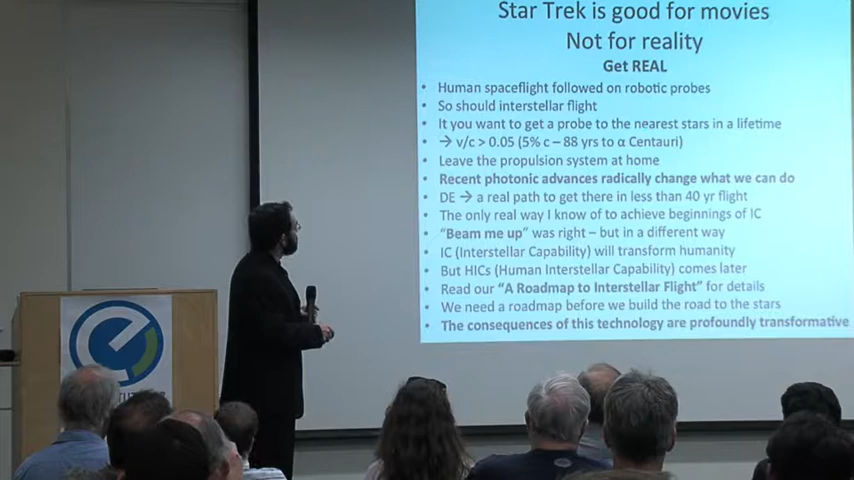 Star Trek is good for movies
Not for reality
Get REAL
• Human spaceflight followed on robotic probes
• So should interstellar flight
• It you want to get a probe to the nearest stars in a lifetime
• → v/c > 0.05 (5% c – 88 yrs to α Centauri)
• Leave the propulsion system at home
• Recent photonic advances radically change what we can do
• DE → a real path to get there in less than 40 yr flight
• The only real way I know of to achieve beginnings of IC
• "Beam me up" was right – but in a different way
• IC (Interstellar Capability) will transform humanity
• But HICs (Human Interstellar Capability) comes later
• Read our "A Roadmap to Interstellar Flight" for details
• We need a roadmap before we build the road to the stars
• The consequences of this technology are profoundly transformative